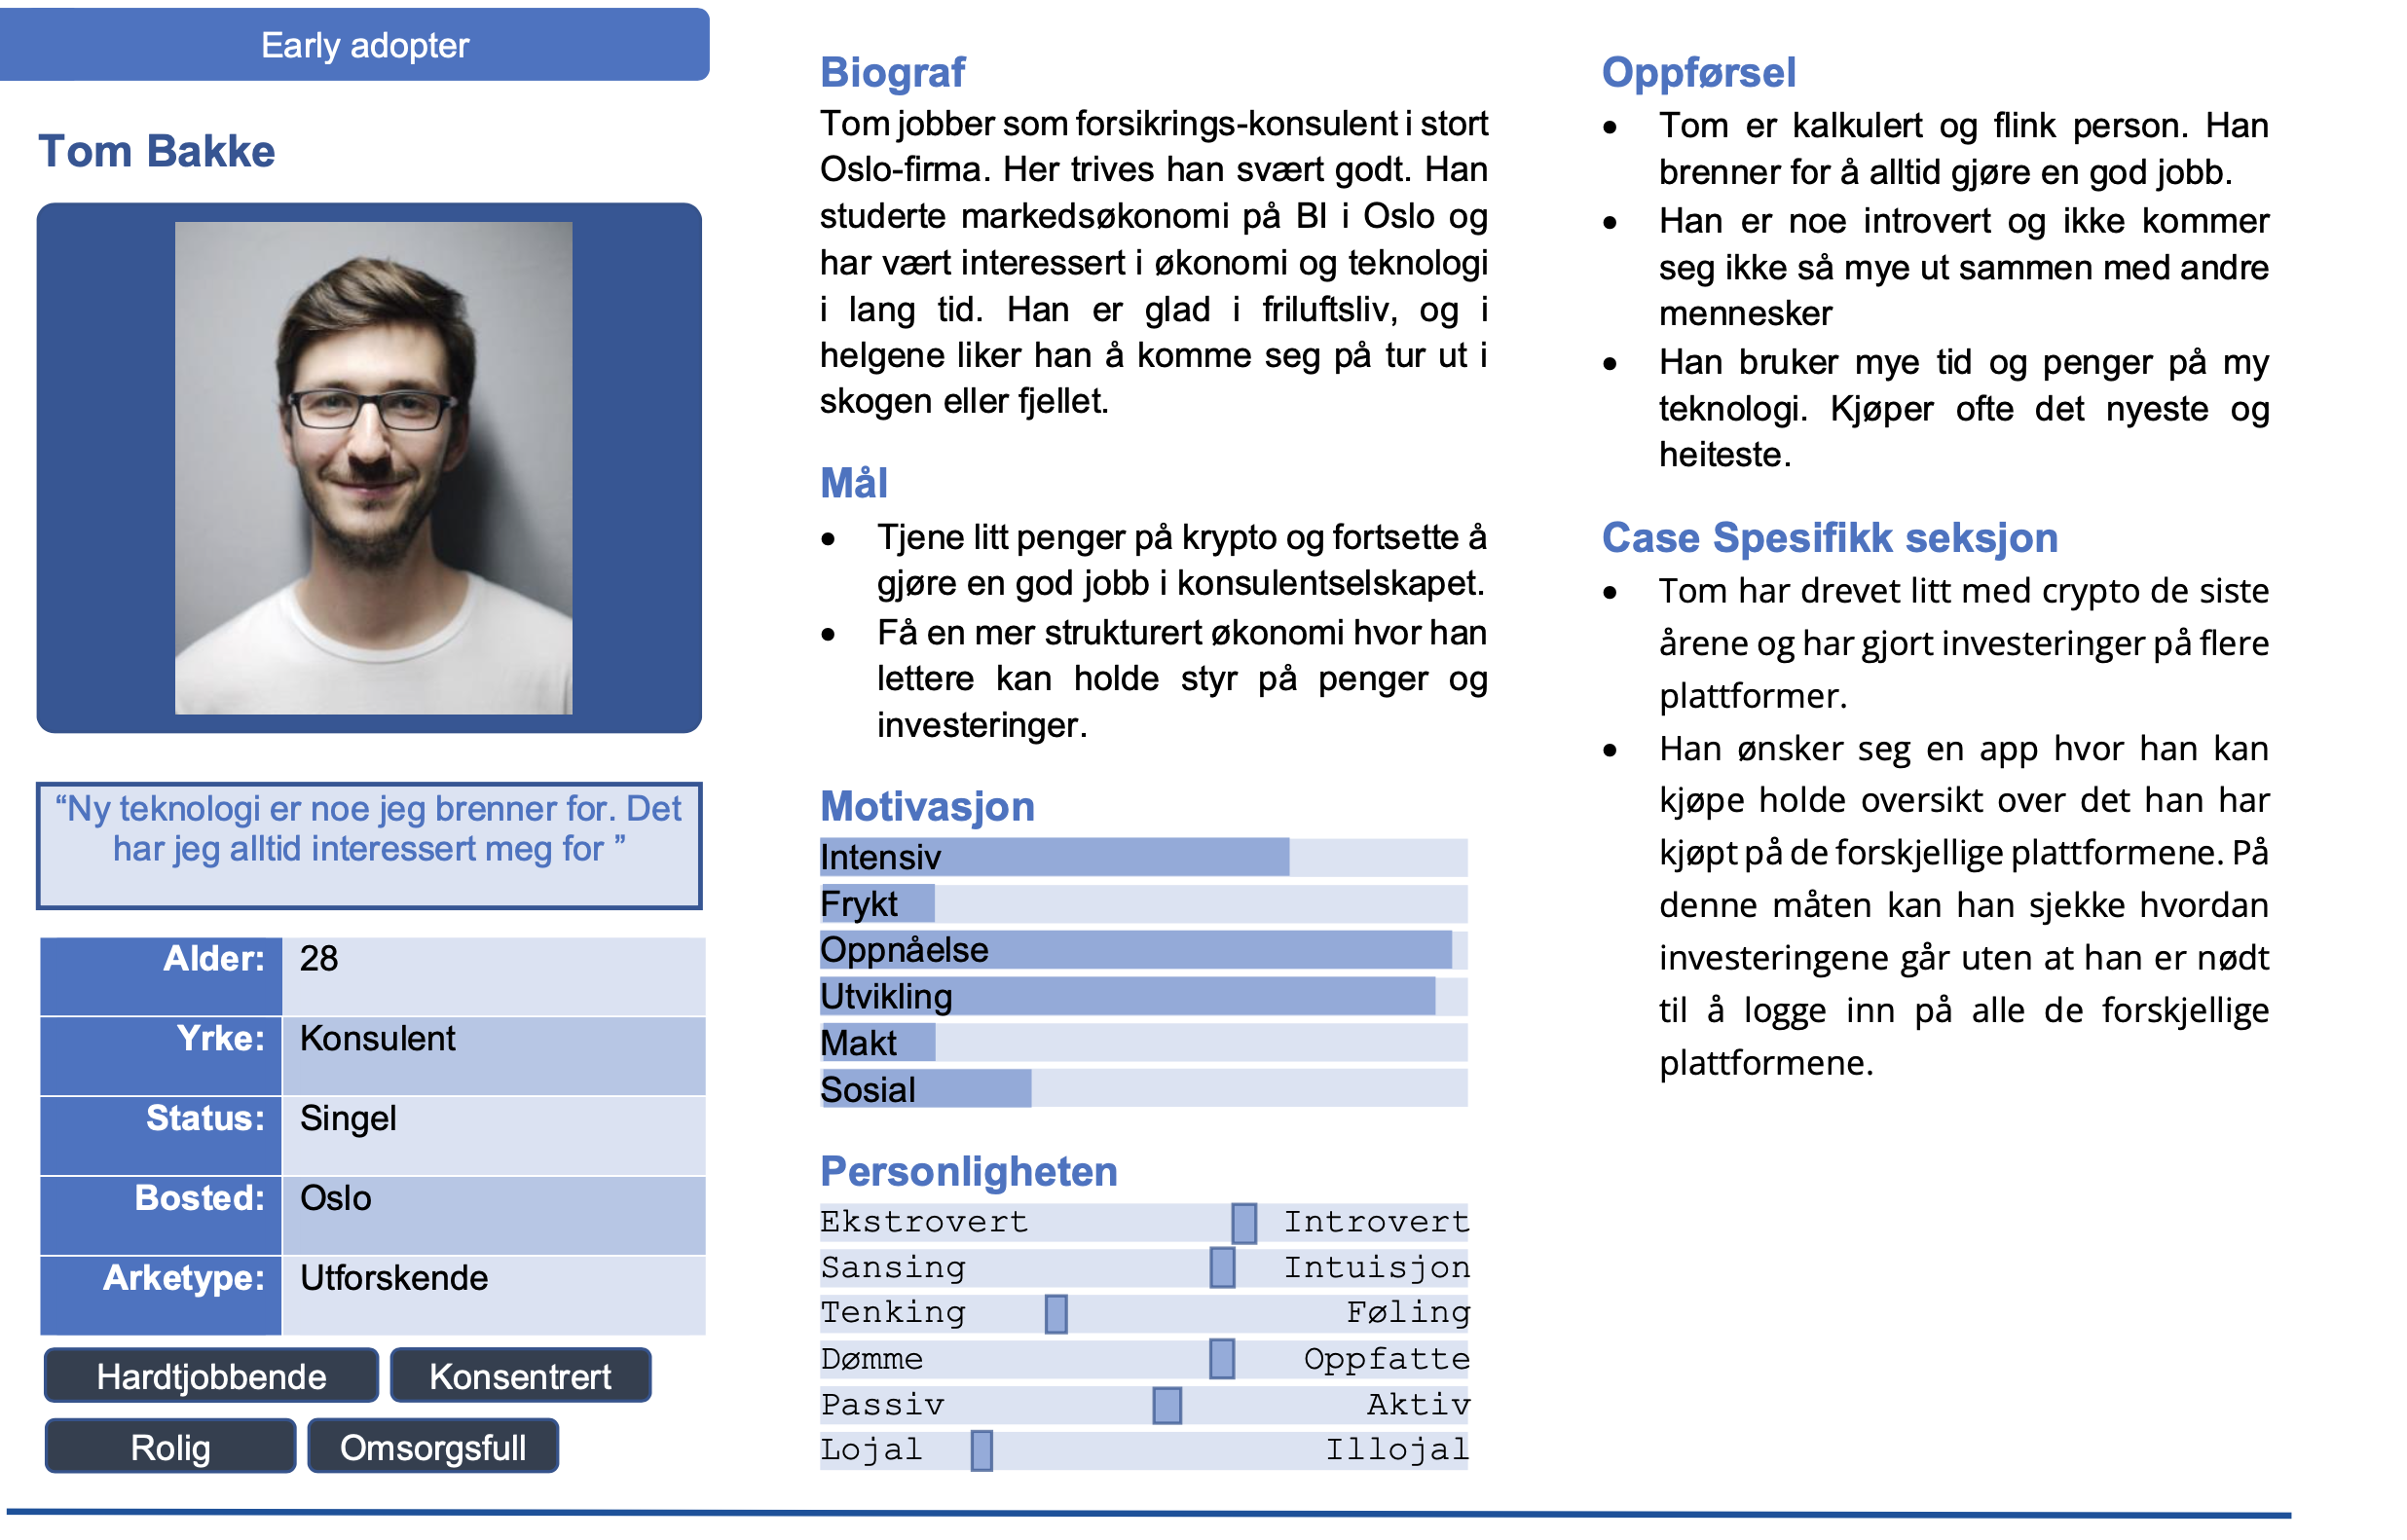 Early adopter
Tom Bakke
“Ny teknologi er noe jeg brenner for. Det
har jeg alltid interessert meg for ”
Alder: 28
Yrke: Konsulent
Status: Singel
Bosted: Oslo
Arketype: Utforskende
Hardtjobbende Konsentrert
Rolig Omsorgsfull
Biograf
Tom jobber som forsikrings-konsulent i stort
Oslo-firma. Her trives han svært godt. Han
studerte markedsøkonomi på BI i Oslo og
har vært interessert i økonomi og teknologi
i lang tid. Han er glad i friluftsliv, og i
helgene liker han å komme seg på tur ut i
skogen eller fjellet.
Mål
• Tjene litt penger på krypto og fortsette å
gjøre en god jobb i konsulentselskapet.
• Få en mer strukturert økonomi hvor han
lettere kan holde styr på penger og
investeringer.
Motivasjon
Intensiv
Frykt
Oppnåelse
Utvikling
Makt
Sosial
Personligheten
Ekstrovert Introvert
Sansing Intuisjon
Tenking Føling
Dømme Oppfatte
Passiv Aktiv
Lojal Illojal
Oppførsel
• Tom er kalkulert og flink person. Han
brenner for å alltid gjøre en god jobb.
• Han er noe introvert og ikke kommer
seg ikke så mye ut sammen med andre
mennesker
• Han bruker mye tid og penger på my
teknologi. Kjøper ofte det nyeste og
heiteste.
Case Spesifikk seksjon
• Tom har drevet litt med crypto de siste
årene og har gjort investeringer på flere
plattformer.
• Han ønsker seg en app hvor han kan
kjøpe holde oversikt over det han har
kjøpt på de forskjellige plattformene. På
denne måten kan han sjekke hvordan
investeringene går uten at han er nødt
til å logge inn på alle de forskjellige
plattformene.